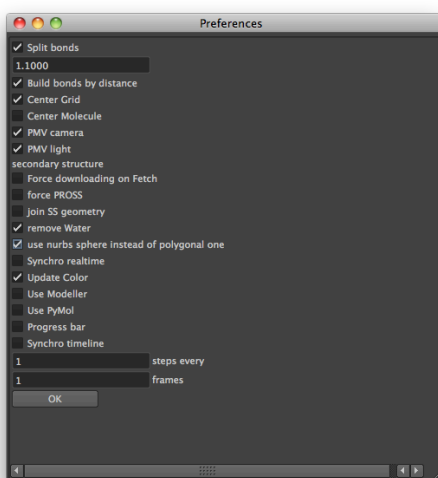 Preferences
Split bonds
1.1000
Build bonds by distance
Center Grid
Center Molecule
PMV camera
PMV light
secondary structure
Force downloading on Fetch
force PROSS
join SS geometry
remove Water
use nurbs sphere instead of polygonal one
Synchro realtime
Update Color
Use Modeller
Use PyMol
Progress bar
Synchro timeline
1 steps every
1 frames
OK